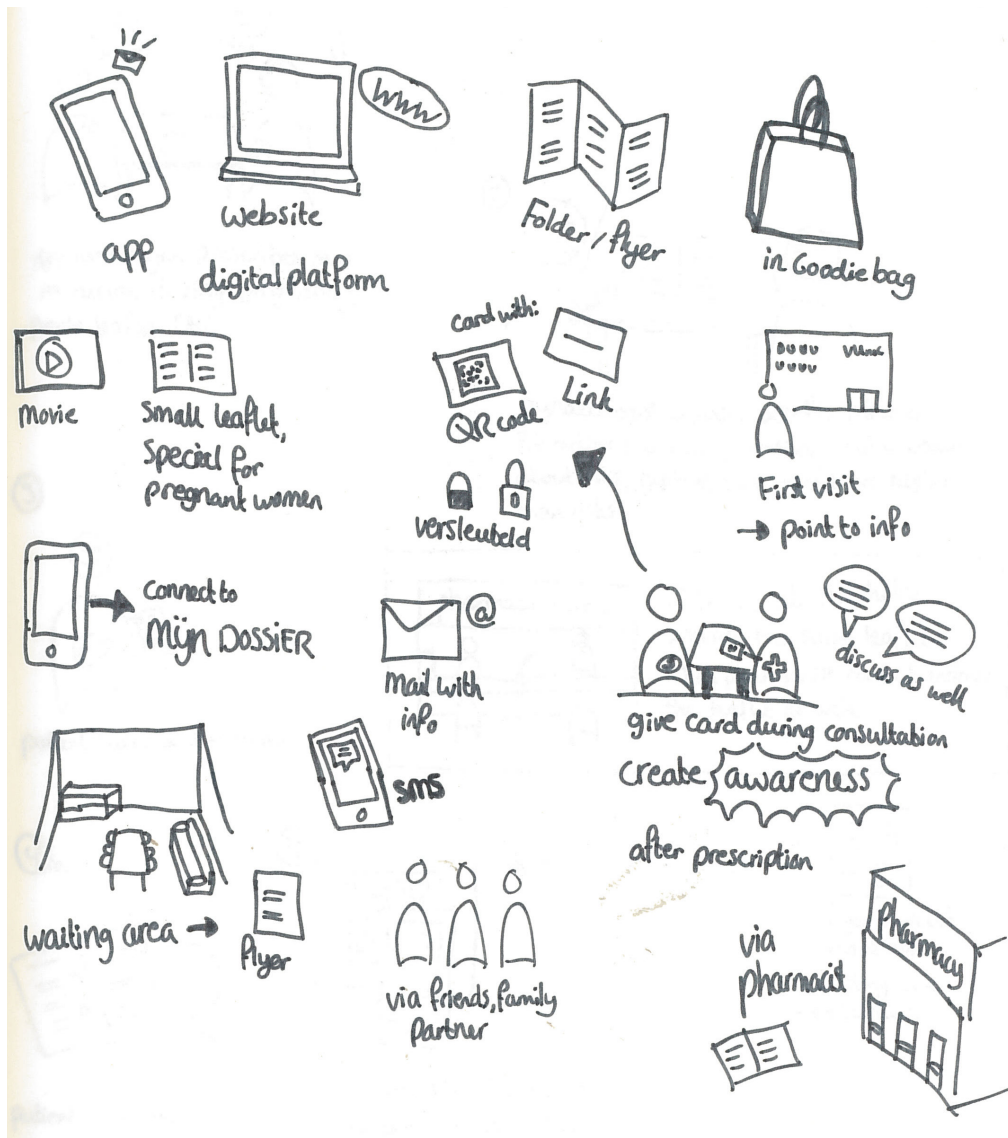 www
app
website
digital platform
Folder / flyer
in Goodie bag
movie
small leaflet,
special for
pregnant women
card with:
QR code
Link
versleuteld
VUmc
First visit
→ point to info
connect to
Mijn DOSSIER
@
mail with
info
discuss as well
give card during consultation
create awareness
after prescription
sms
waiting area →
flyer
via friends, family
partner
via
pharmacist
Pharmacy